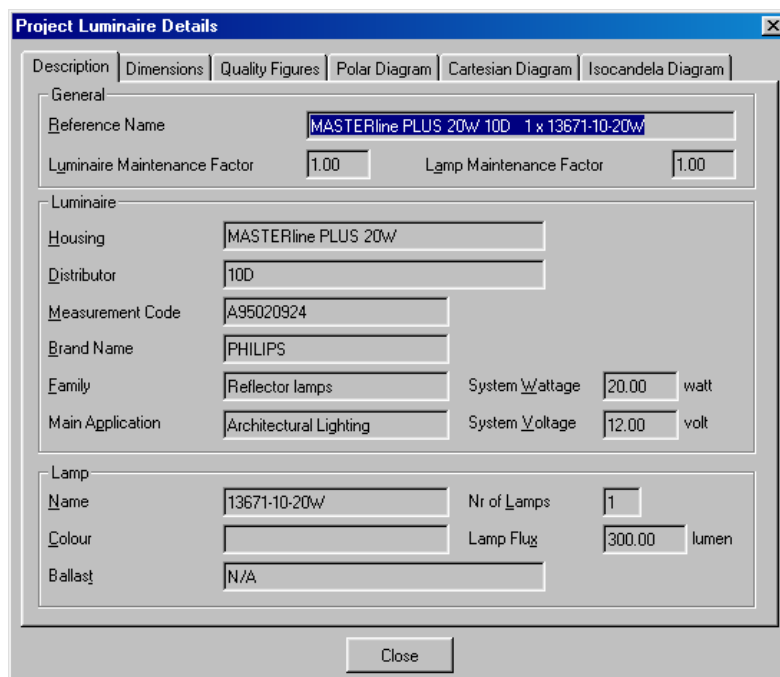 Project Luminaire Details
Description Dimensions Quality Figures Polar Diagram Cartesian Diagram Isocandela Diagram
General
Reference Name MASTERline PLUS 20W 10D 1 x 13671-10-20W
Luminaire Maintenance Factor 1.00 Lamp Maintenance Factor 1.00
Luminaire
Housing MASTERline PLUS 20W
Distributor 10D
Measurement Code A95020924
Brand Name PHILIPS
Family Reflector lamps System Wattage 20.00 watt
Main Application Architectural Lighting System Voltage 12.00 volt
Lamp
Name 13671-10-20W Nr of Lamps 1
Colour Lamp Flux 300.00 lumen
Ballast N/A
Close